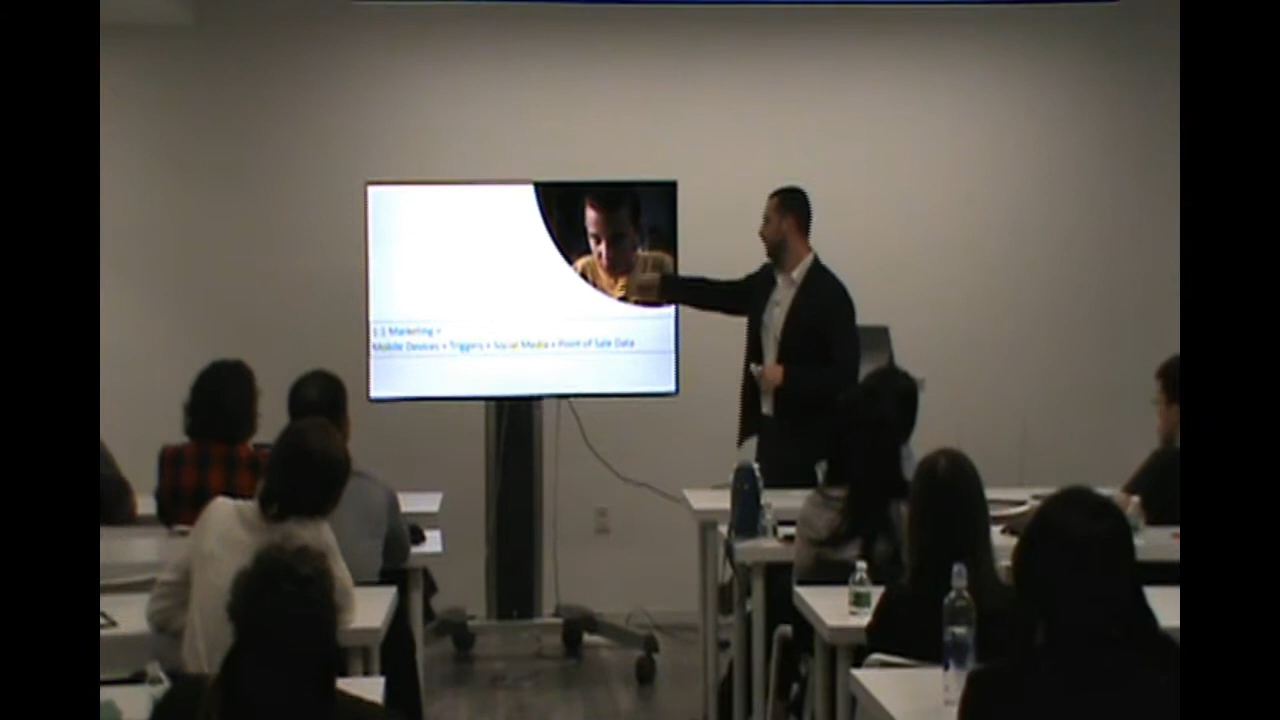 1:1 Marketing =
Mobile Devices + Triggers + Social Media + Point of Sale Data